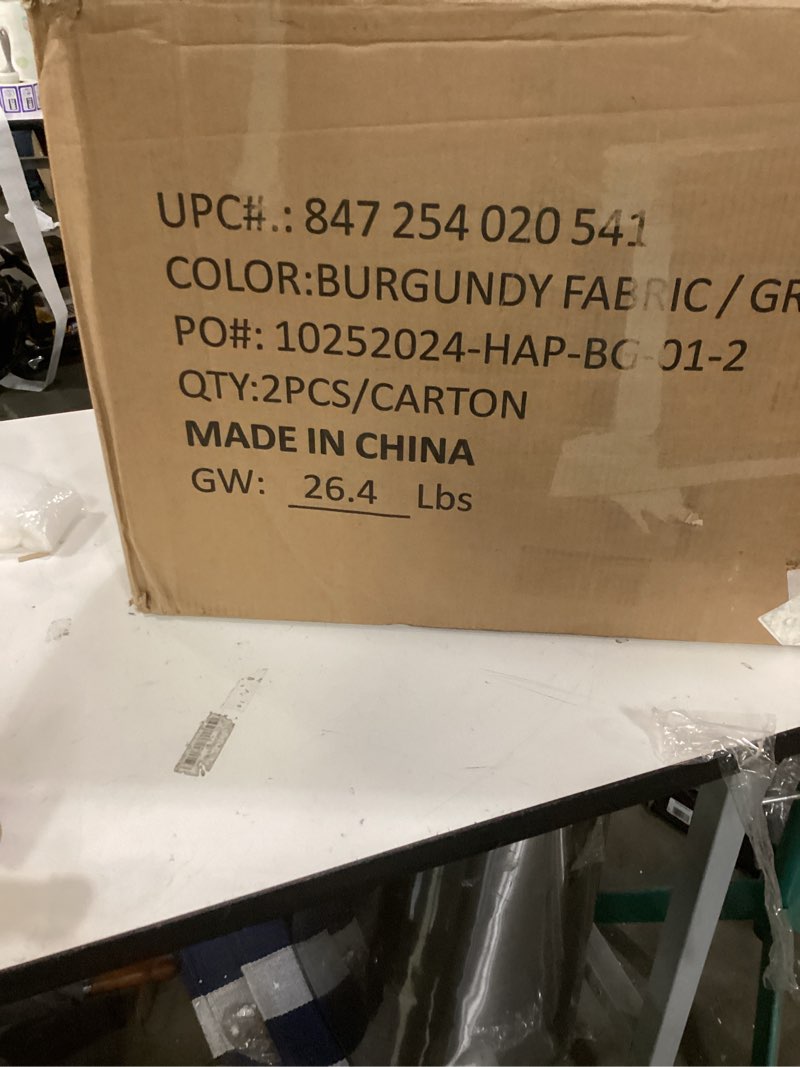 UPC#.: 847 254 020 541
COLOR:BURGUNDY FABRIC / GR
PO#: 10252024-HAP-BG-01-2
QTY:2PCS/CARTON
MADE IN CHINA
GW: 26.4 Lbs